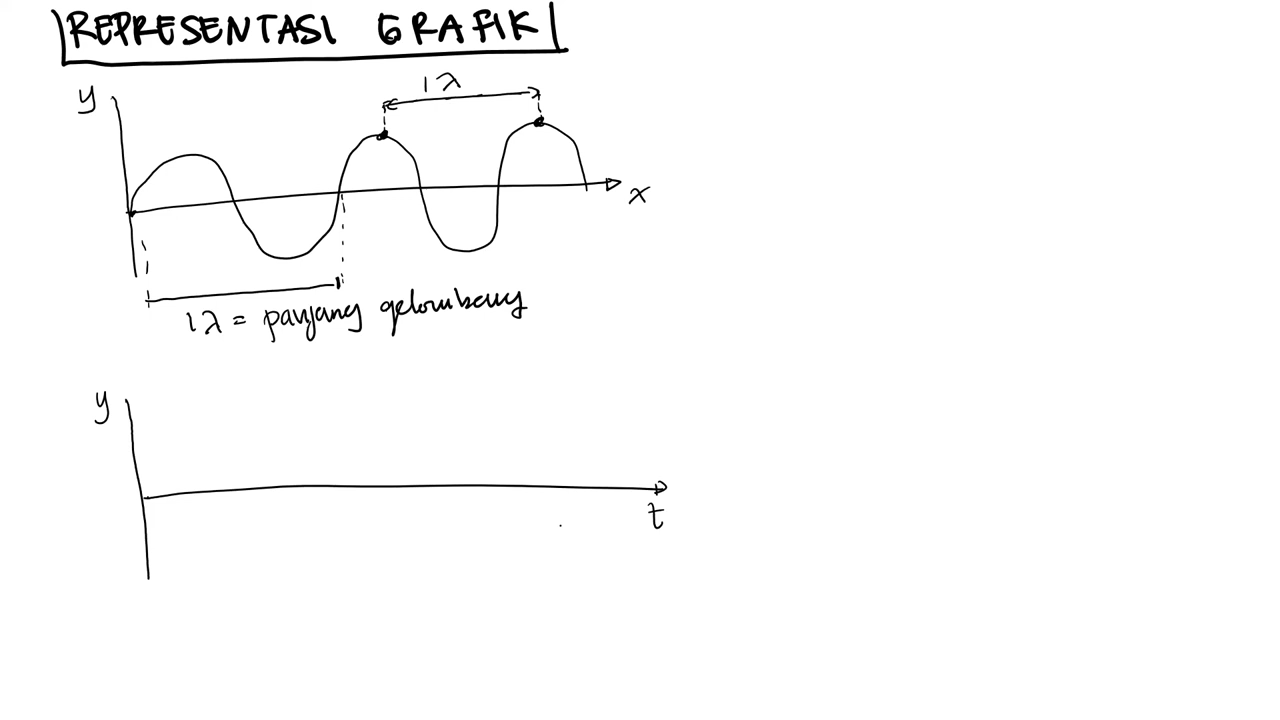 REPRESENTASI GRAFIK
y
1λ
x
1λ = panjang gelombang
y
t